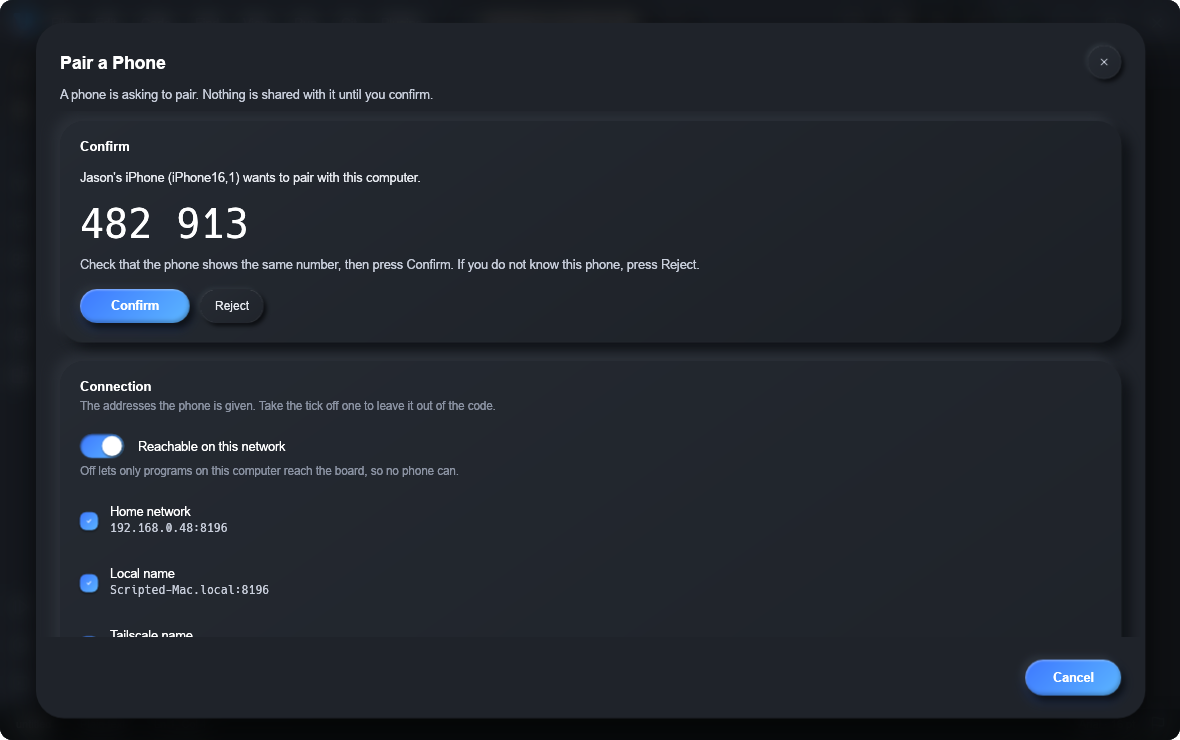 Pair a Phone
×
A phone is asking to pair. Nothing is shared with it until you confirm.
Confirm
Jason's iPhone (iPhone16,1) wants to pair with this computer.
482 913
Check that the phone shows the same number, then press Confirm. If you do not know this phone, press Reject.
Confirm
Reject
Connection
The addresses the phone is given. Take the tick off one to leave it out of the code.
Reachable on this network
Off lets only programs on this computer reach the board, so no phone can.
Home network
192.168.0.48:8196
Local name
Scripted-Mac.local:8196
Tailscale name
Cancel